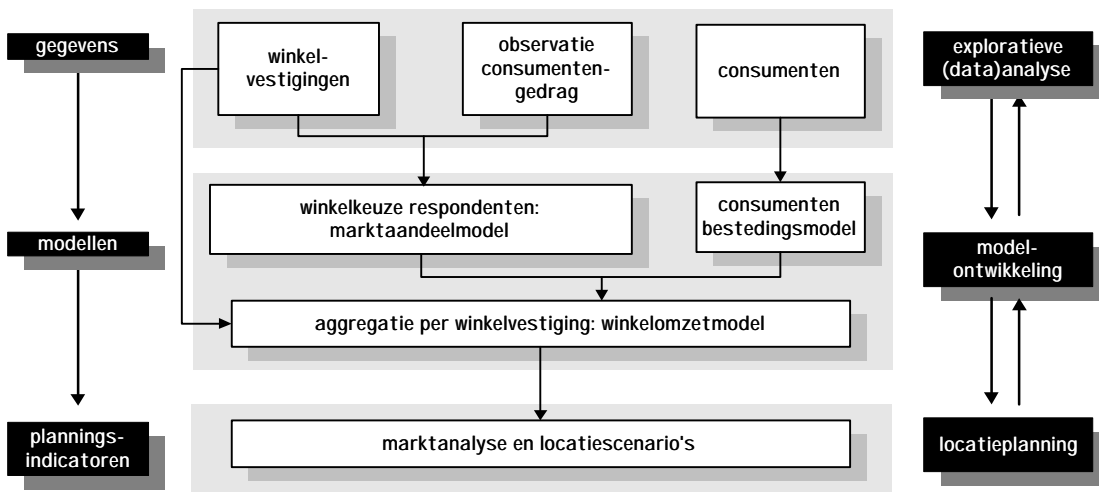 gegevens
winkel-
vestigingen
observatie
consumenten-
gedrag
consumenten
exploratieve
(data)analyse
modellen
winkelkeuze respondenten:
marktaandeelmodel
consumenten
bestedingsmodel
model-
ontwikkeling
aggregatie per winkelvestiging: winkelomzetmodel
plannings-
indicatoren
marktanalyse en locatiescenario's
locatieplanning